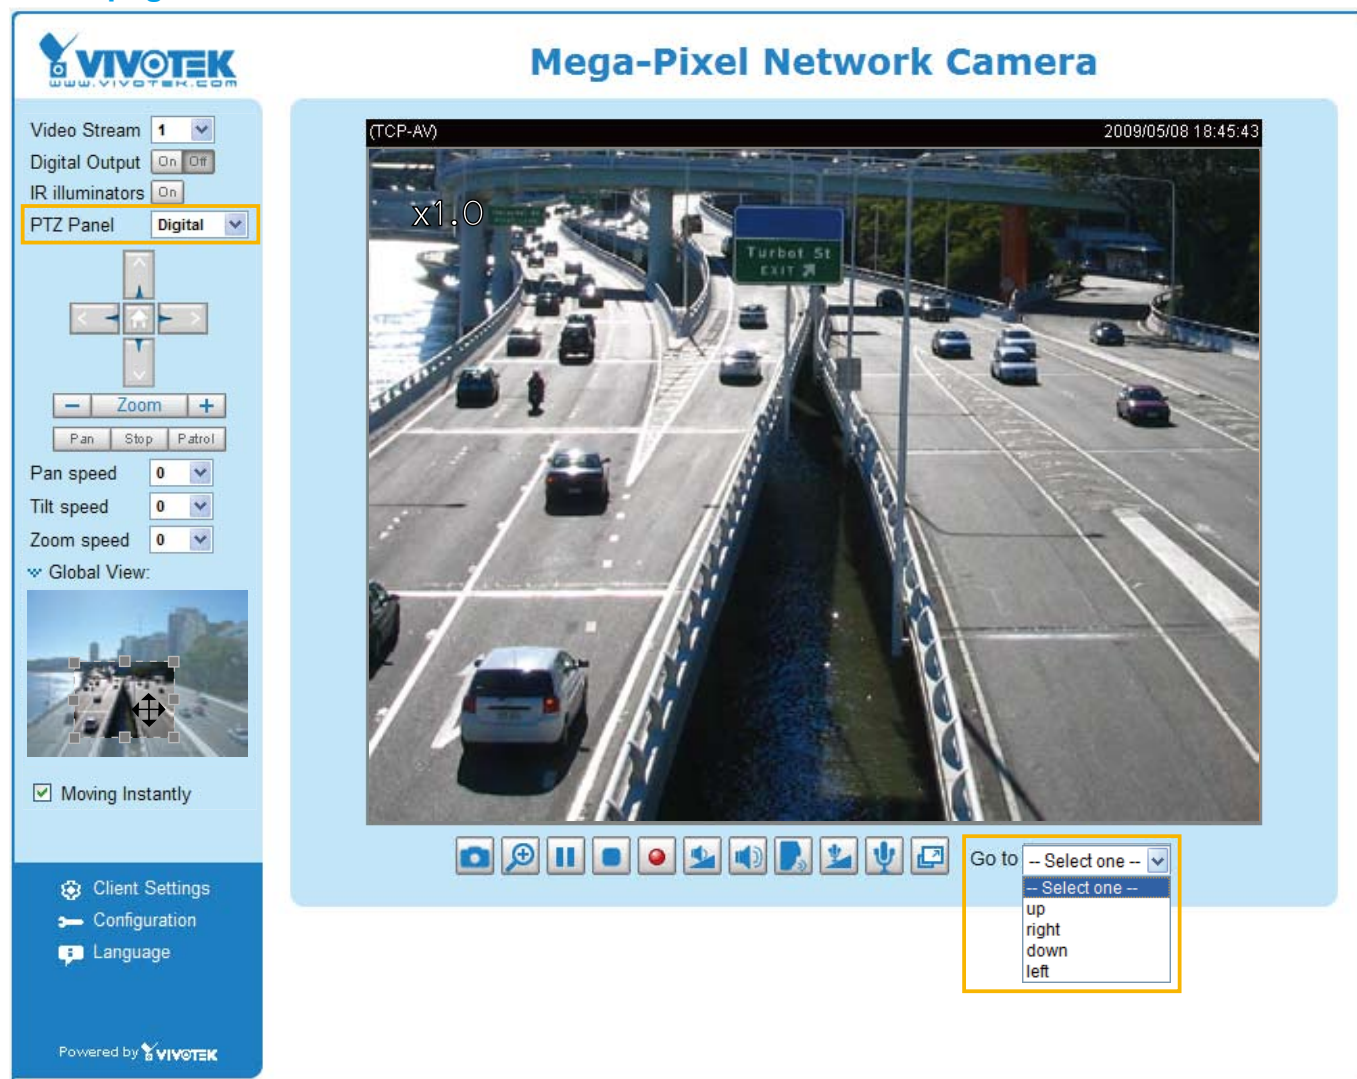 VIVOTEK
www.vivotek.com
Mega-Pixel Network Camera
Video Stream 1
Digital Output On Off
IR illuminators On
PTZ Panel Digital
Zoom
Pan Stop Patrol
Pan speed 0
Tilt speed 0
Zoom speed 0
Global View:
Moving Instantly
Client Settings
Configuration
Language
Powered by VIVOTEK
(TCP-AV) 2009/05/08 18:45:43
x1.0
Turbot St
EXIT
Go to -- Select one --
-- Select one --
up
right
down
left